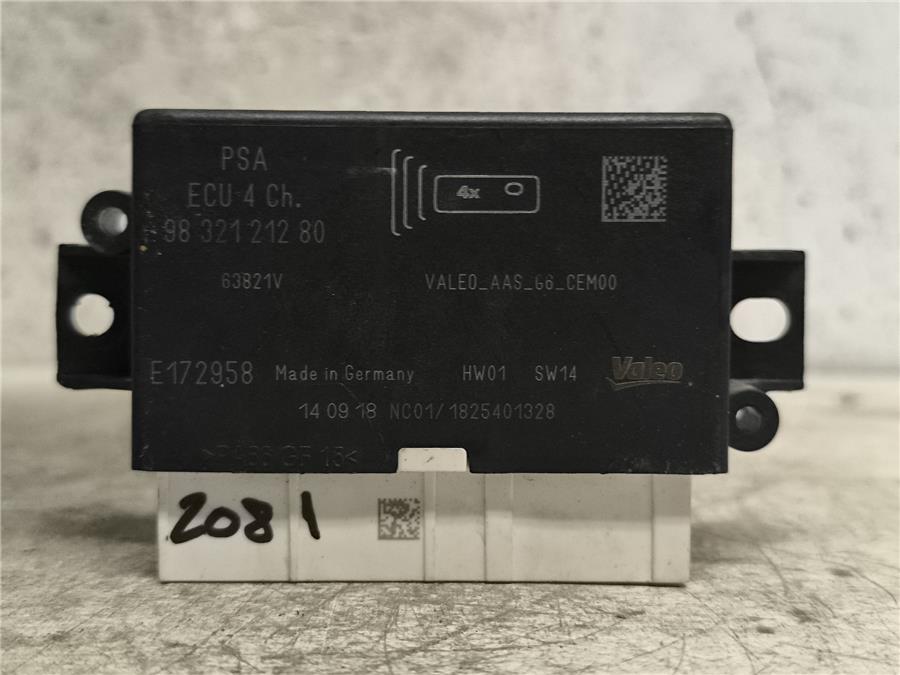 PSA
ECU 4 Ch.
98 321 212 80
4x
63821V
VALEO_AAS_G6_CEM00
E172958
Made in Germany
HW01
SW14
Valeo
14 09 18 NC01/1825401328
2081